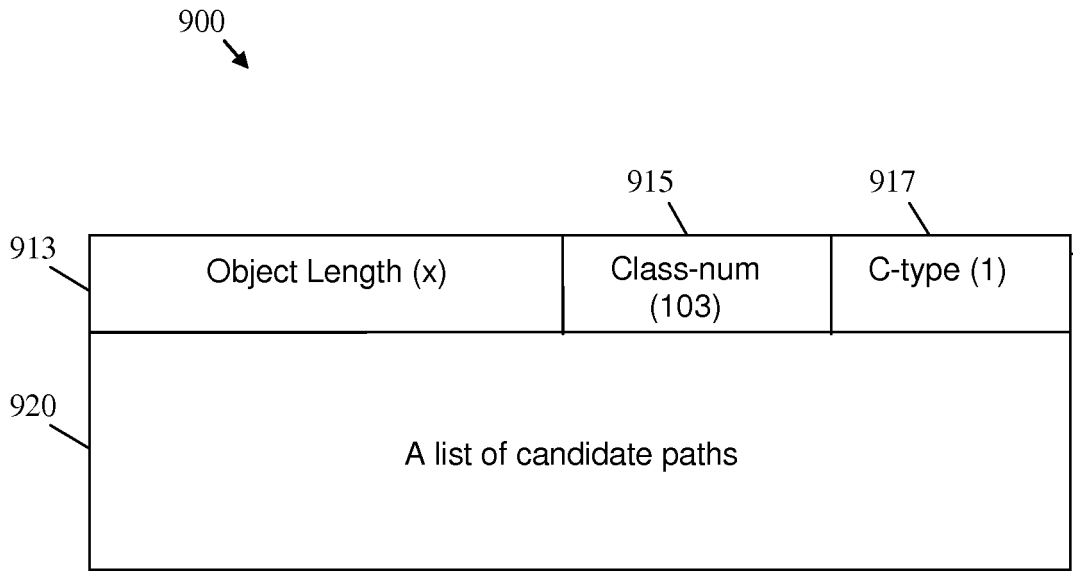 900
915
917
913
Object Length (x)
Class-num
(103)
C-type (1)
920
A list of candidate paths